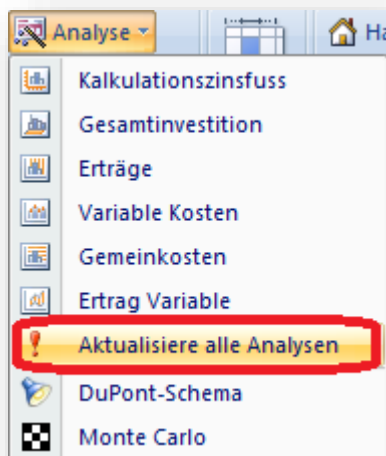 Analyse
Ha
Kalkulationszinsfuss
Gesamtinvestition
Erträge
Variable Kosten
Gemeinkosten
Ertrag Variable
Aktualisiere alle Analysen
DuPont-Schema
Monte Carlo